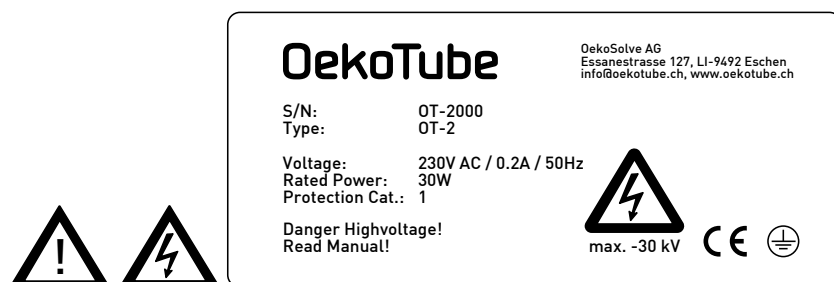 OekoTube
OekoSolve AG
Essanestrasse 127, LI-9492 Eschen
info@oekotube.ch, www.oekotube.ch
S/N: OT-2000
Type: OT-2
Voltage: 230V AC / 0.2A / 50Hz
Rated Power: 30W
Protection Cat.: 1
Danger Highvoltage!
Read Manual!
!
max. -30 kV
CE